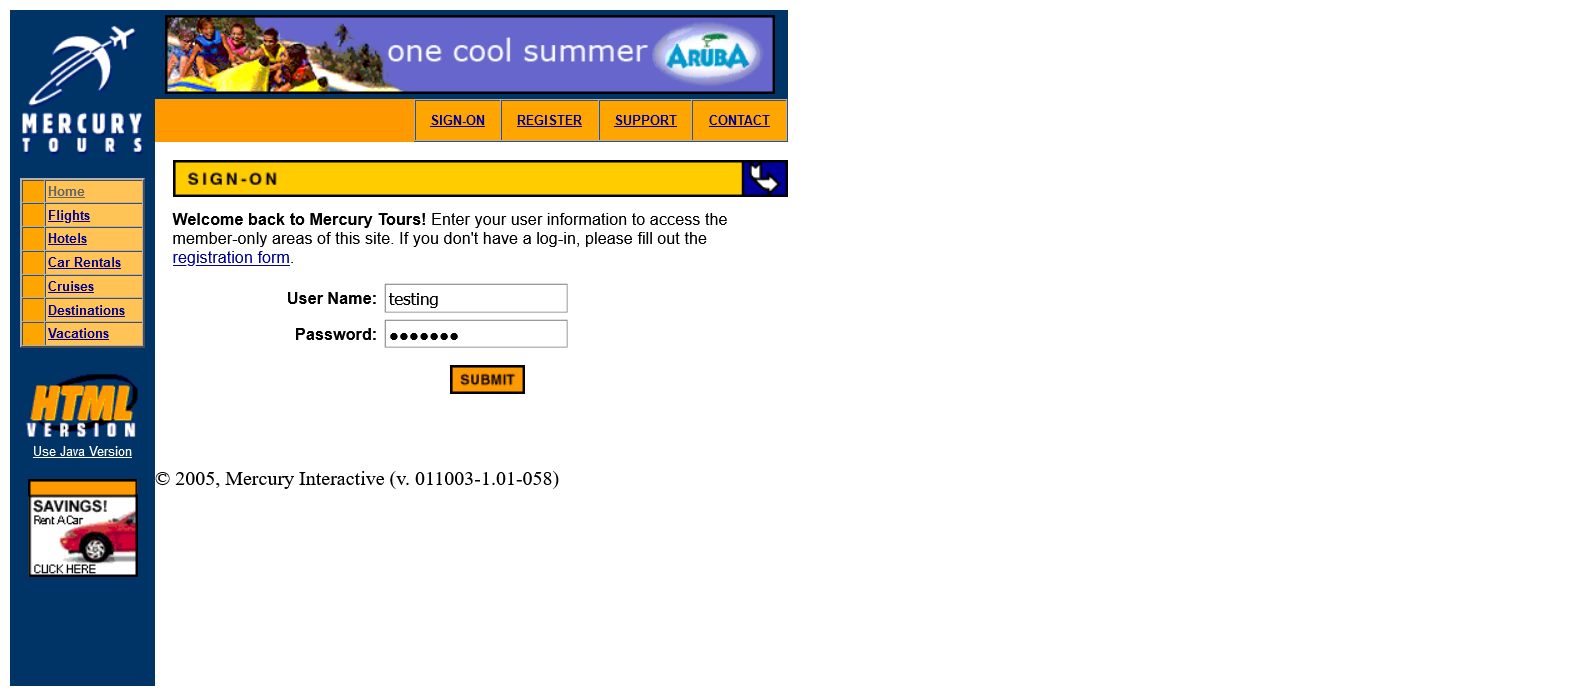 one cool summer
ARUBA
MERCURY
TOURS
SIGN-ON
REGISTER
SUPPORT
CONTACT
Home
Flights
Hotels
Car Rentals
Cruises
Destinations
Vacations
HTML
VERSION
Use Java Version
SAVINGS!
Rent A Car
CLICK HERE
SIGN-ON
Welcome back to Mercury Tours! Enter your user information to access the
member-only areas of this site. If you don't have a log-in, please fill out the
registration form.
User Name: testing
Password: ●●●●●●●
SUBMIT
© 2005, Mercury Interactive (v. 011003-1.01-058)